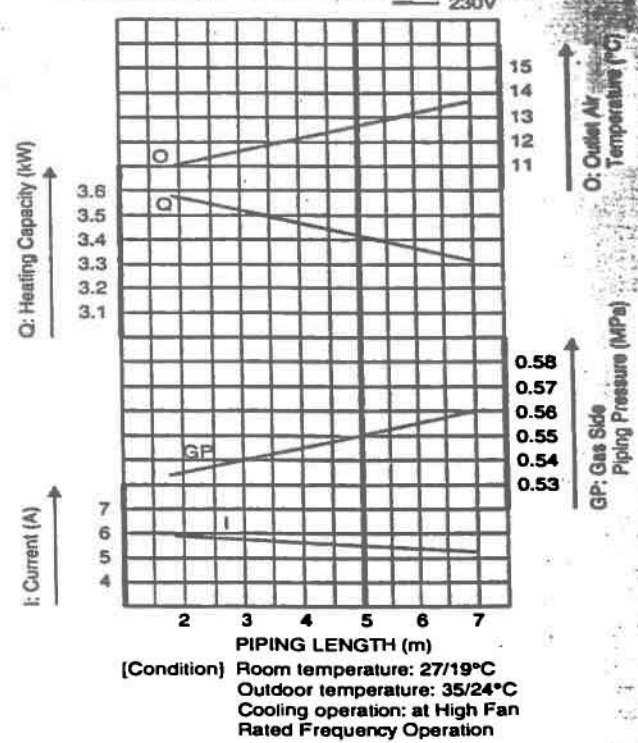 230V
15
14
13
12
11
O: Outlet Air
Temperature (°C)
O
Q: Heating Capacity (kW)
3.6
3.5
3.4
3.3
3.2
3.1
Q
0.58
0.57
0.56
0.55
0.54
0.53
GP: Gas Side
Piping Pressure (MPa)
GP
I: Current (A)
7
6
5
4
I
2 3 4 5 6 7
PIPING LENGTH (m)
[Condition] Room temperature: 27/19°C
Outdoor temperature: 35/24°C
Cooling operation: at High Fan
Rated Frequency Operation